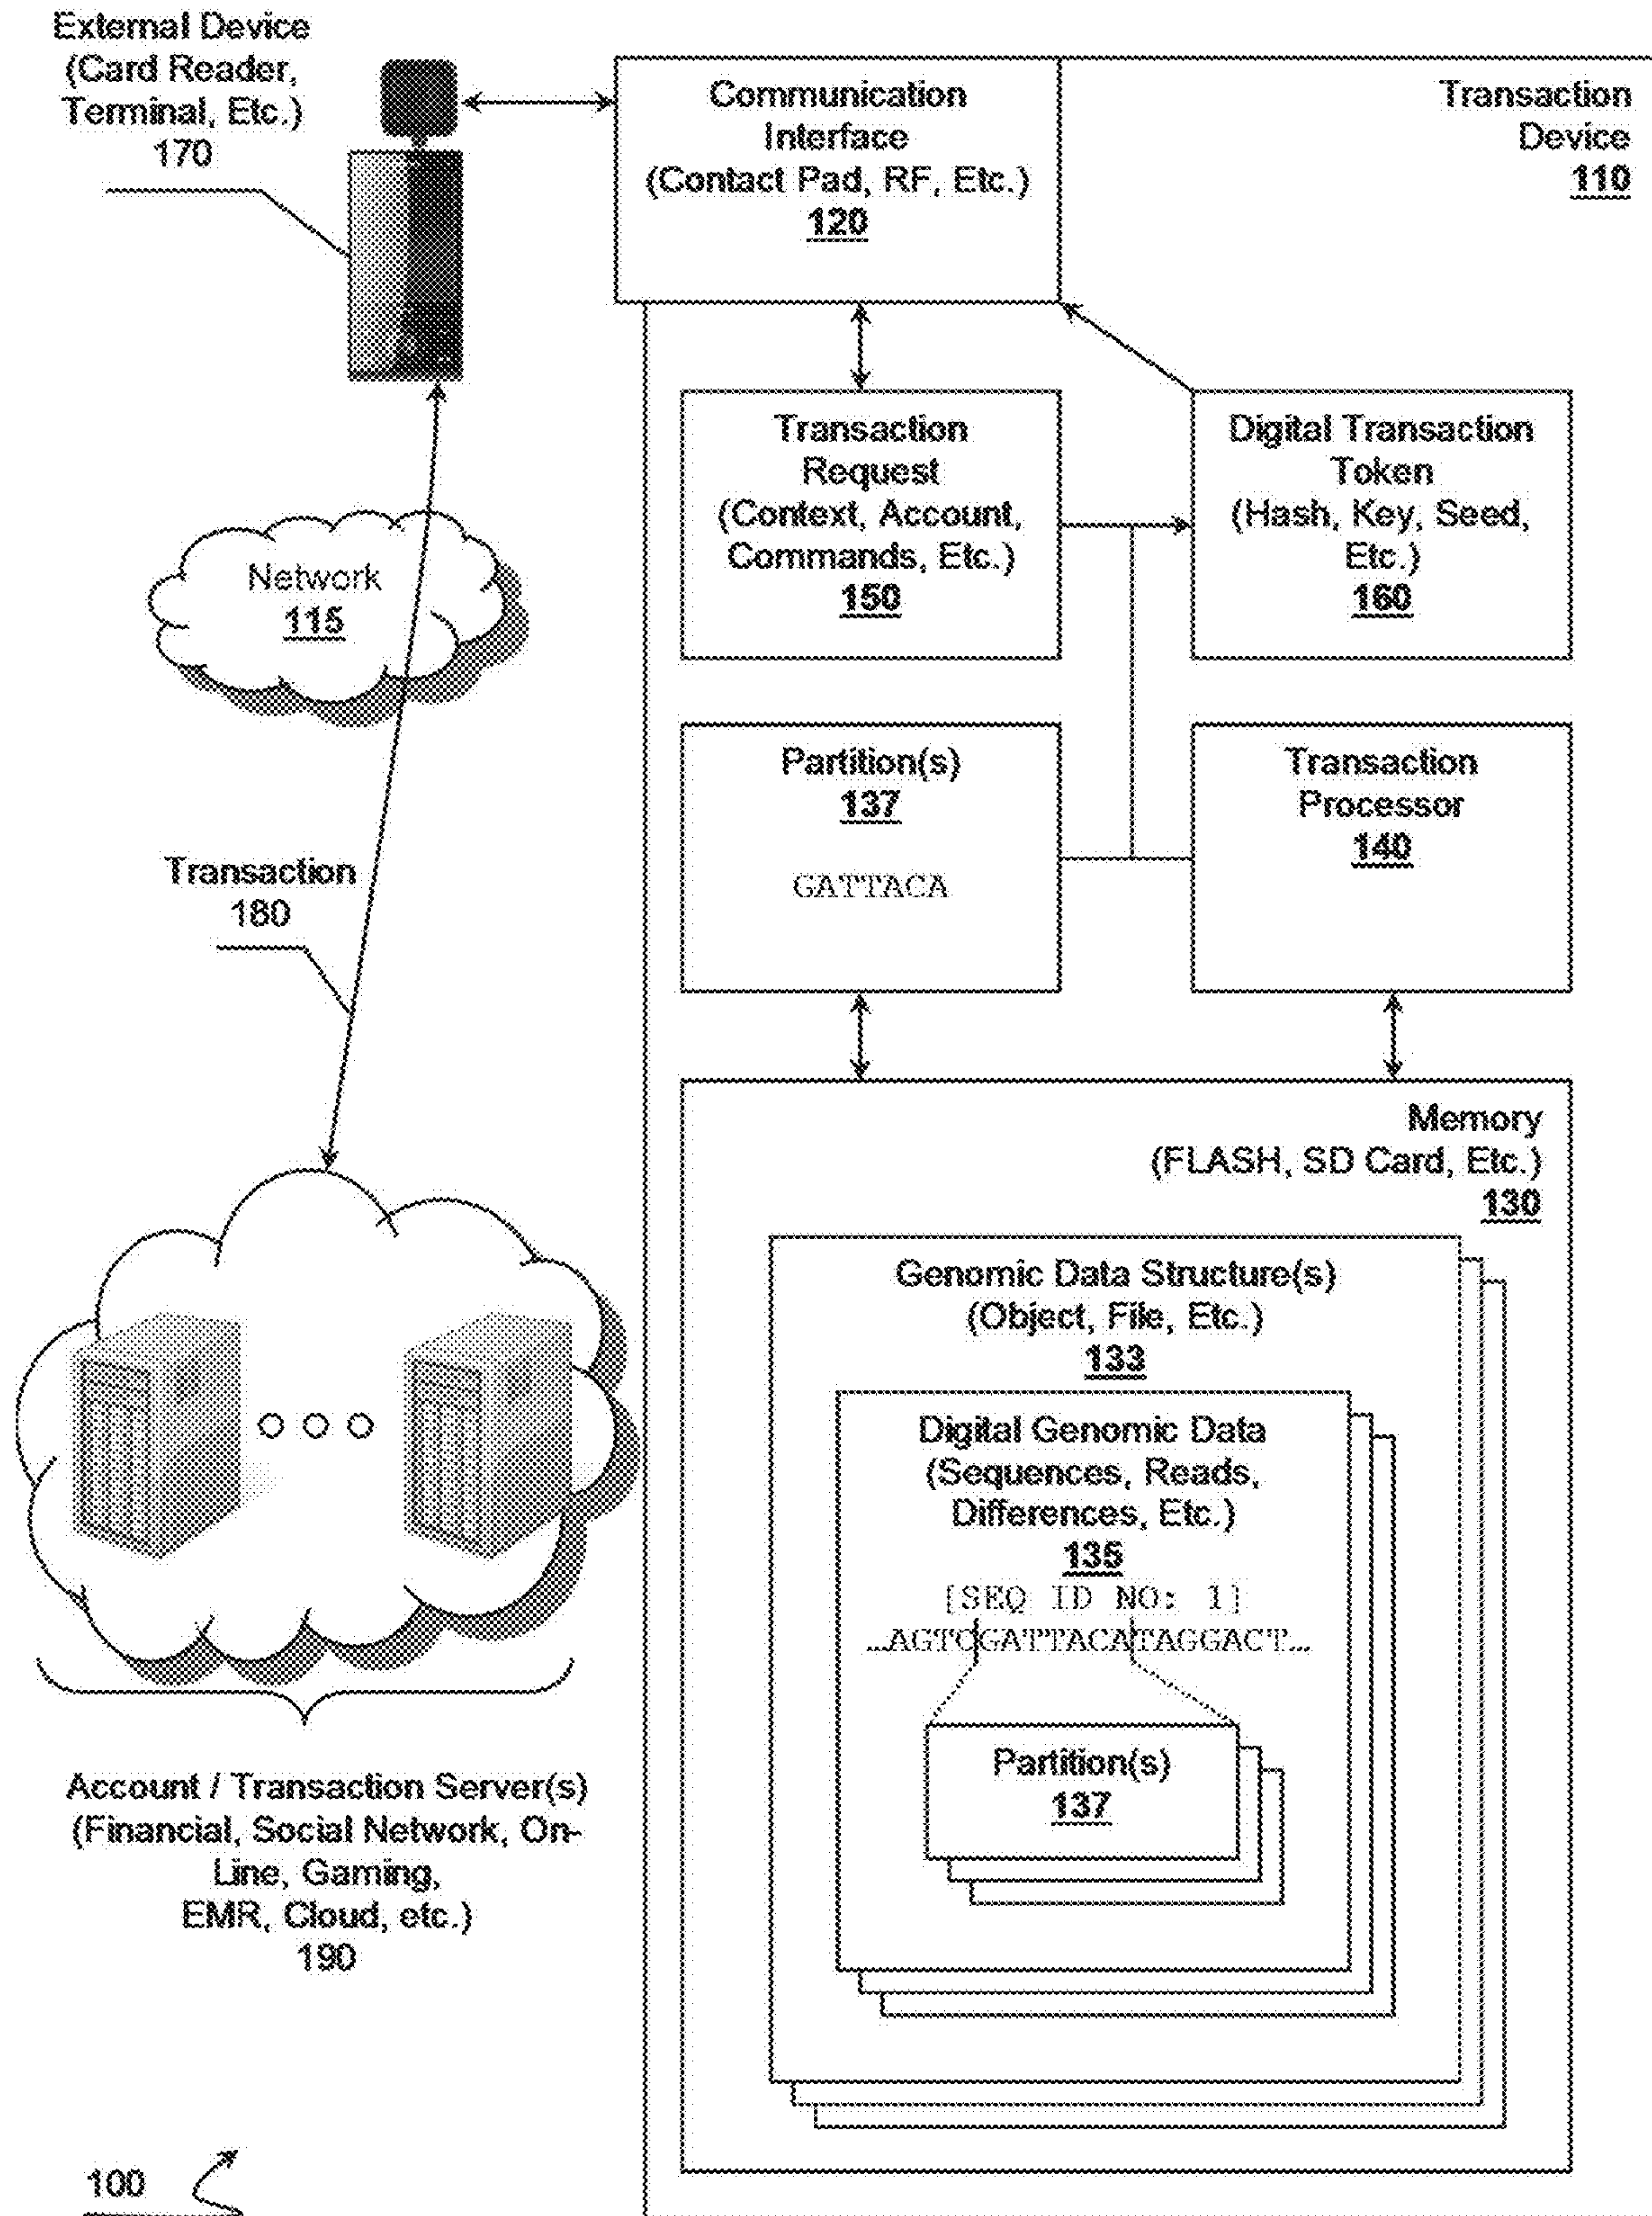 External Device
(Card Reader,
Terminal, Etc.)
170
Communication
Interface
(Contact Pad, RF, Etc.)
120
Transaction
Device
110
Transaction
Request
(Context, Account,
Commands, Etc.)
150
Digital Transaction
Token
(Hash, Key, Seed,
Etc.)
160
Network
115
Partition(s)
137
GATTACA
Transaction
Processor
140
Transaction
180
Memory
(FLASH, SD Card, Etc.)
130
Genomic Data Structure(s)
(Object, File, Etc.)
133
Digital Genomic Data
(Sequences, Reads,
Differences, Etc.)
135
[SEQ ID NO: 1]
...AGTCGATTACATAGGACT...
Partition(s)
137
Account / Transaction Server(s)
(Financial, Social Network, On-
Line, Gaming,
EMR, Cloud, etc.)
190
100